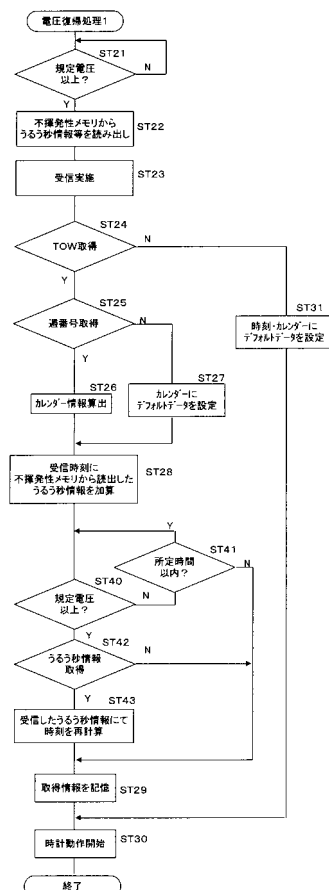 電圧復帰処理1
ST21
規定電圧
以上?
N
Y
不揮発性メモリから
うるう秒情報等を読み出し
ST22
受信実施
ST23
ST24
TOW取得
N
Y
ST25
週番号取得
N
Y
ST31
時刻・カレンダーに
デフォルトデータを設定
ST26
カレンダー情報算出
ST27
カレンダーに
デフォルトデータを設定
受信時刻に
不揮発性メモリから読出した
うるう秒情報を加算
ST28
Y
ST41
所定時間
以内?
N
ST40
規定電圧
以上?
N
Y
ST42
うるう秒情報
取得
N
Y
ST43
受信したうるう秒情報にて
時刻を再計算
取得情報を記憶
ST29
時計動作開始
ST30
終了